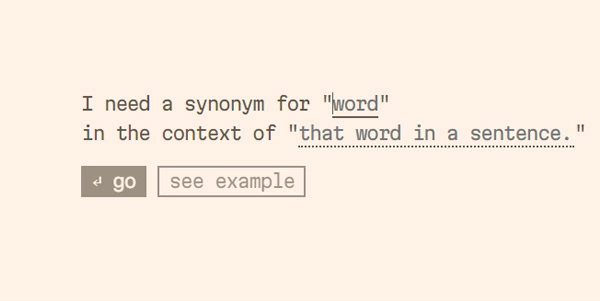 I need a synonym for "word"
in the context of "that word in a sentence."
↵ go
see example